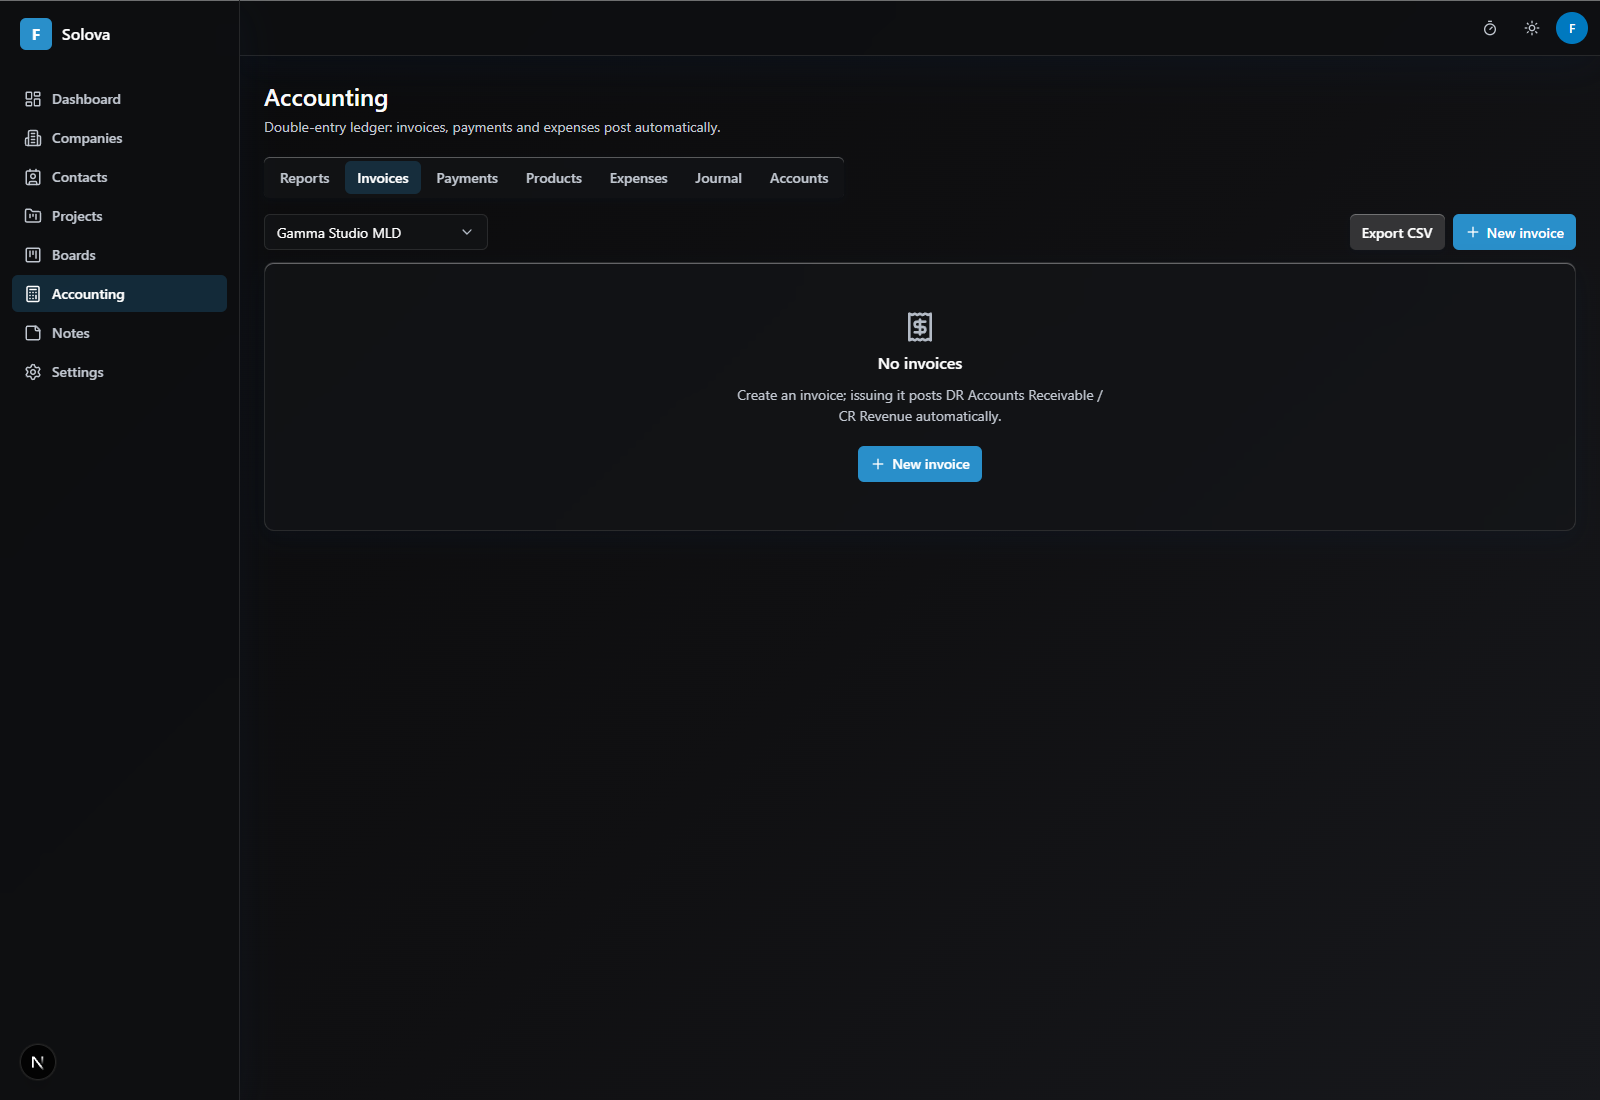 F Solova
F
Dashboard
Companies
Contacts
Projects
Boards
Accounting
Notes
Settings
Accounting
Double-entry ledger: invoices, payments and expenses post automatically.
Reports Invoices Payments Products Expenses Journal Accounts
Gamma Studio MLD
Export CSV
+ New invoice
No invoices
Create an invoice; issuing it posts DR Accounts Receivable /
CR Revenue automatically.
+ New invoice
N